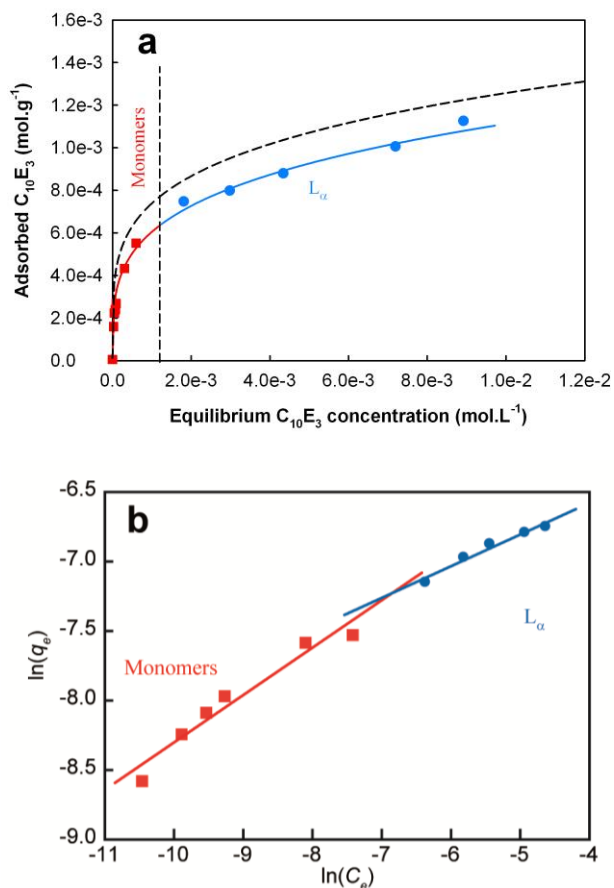 a
1.6e-3
1.4e-3
1.2e-3
1.0e-3
8.0e-4
6.0e-4
4.0e-4
2.0e-4
0.0
Adsorbed C₁₀E₃ (mol.g⁻¹)
Monomers
Lα
0.0 2.0e-3 4.0e-3 6.0e-3 8.0e-3 1.0e-2 1.2e-2
Equilibrium C₁₀E₃ concentration (mol.L⁻¹)
b
-6.5
-7.0
-7.5
-8.0
-8.5
-9.0
ln(qₑ)
Monomers
Lα
-11 -10 -9 -8 -7 -6 -5 -4
ln(Cₑ)